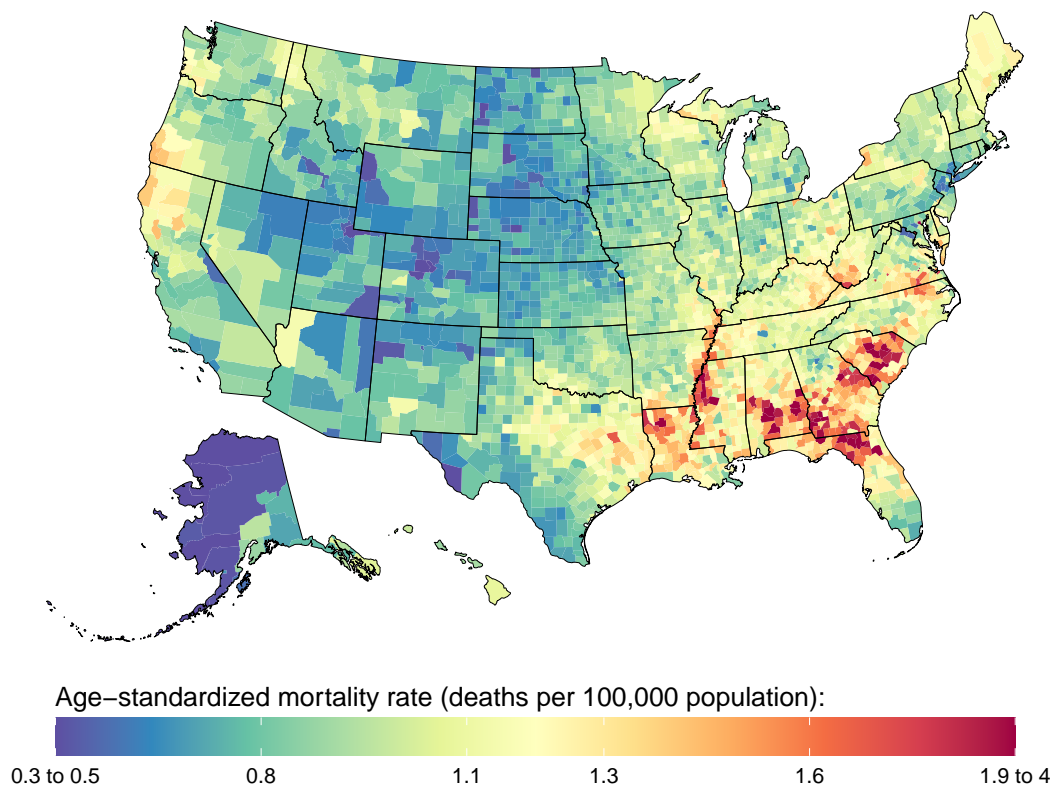 Age−standardized mortality rate (deaths per 100,000 population):
0.3 to 0.5 0.8 1.1 1.3 1.6 1.9 to 4